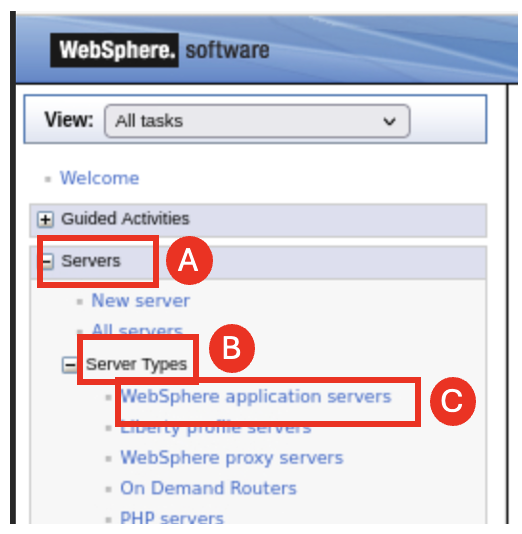 WebSphere. software
View: All tasks
Welcome
Guided Activities
Servers A
New server
All servers
B
Server Types
WebSphere application servers C
Liberty profile servers
WebSphere proxy servers
On Demand Routers
PHP servers